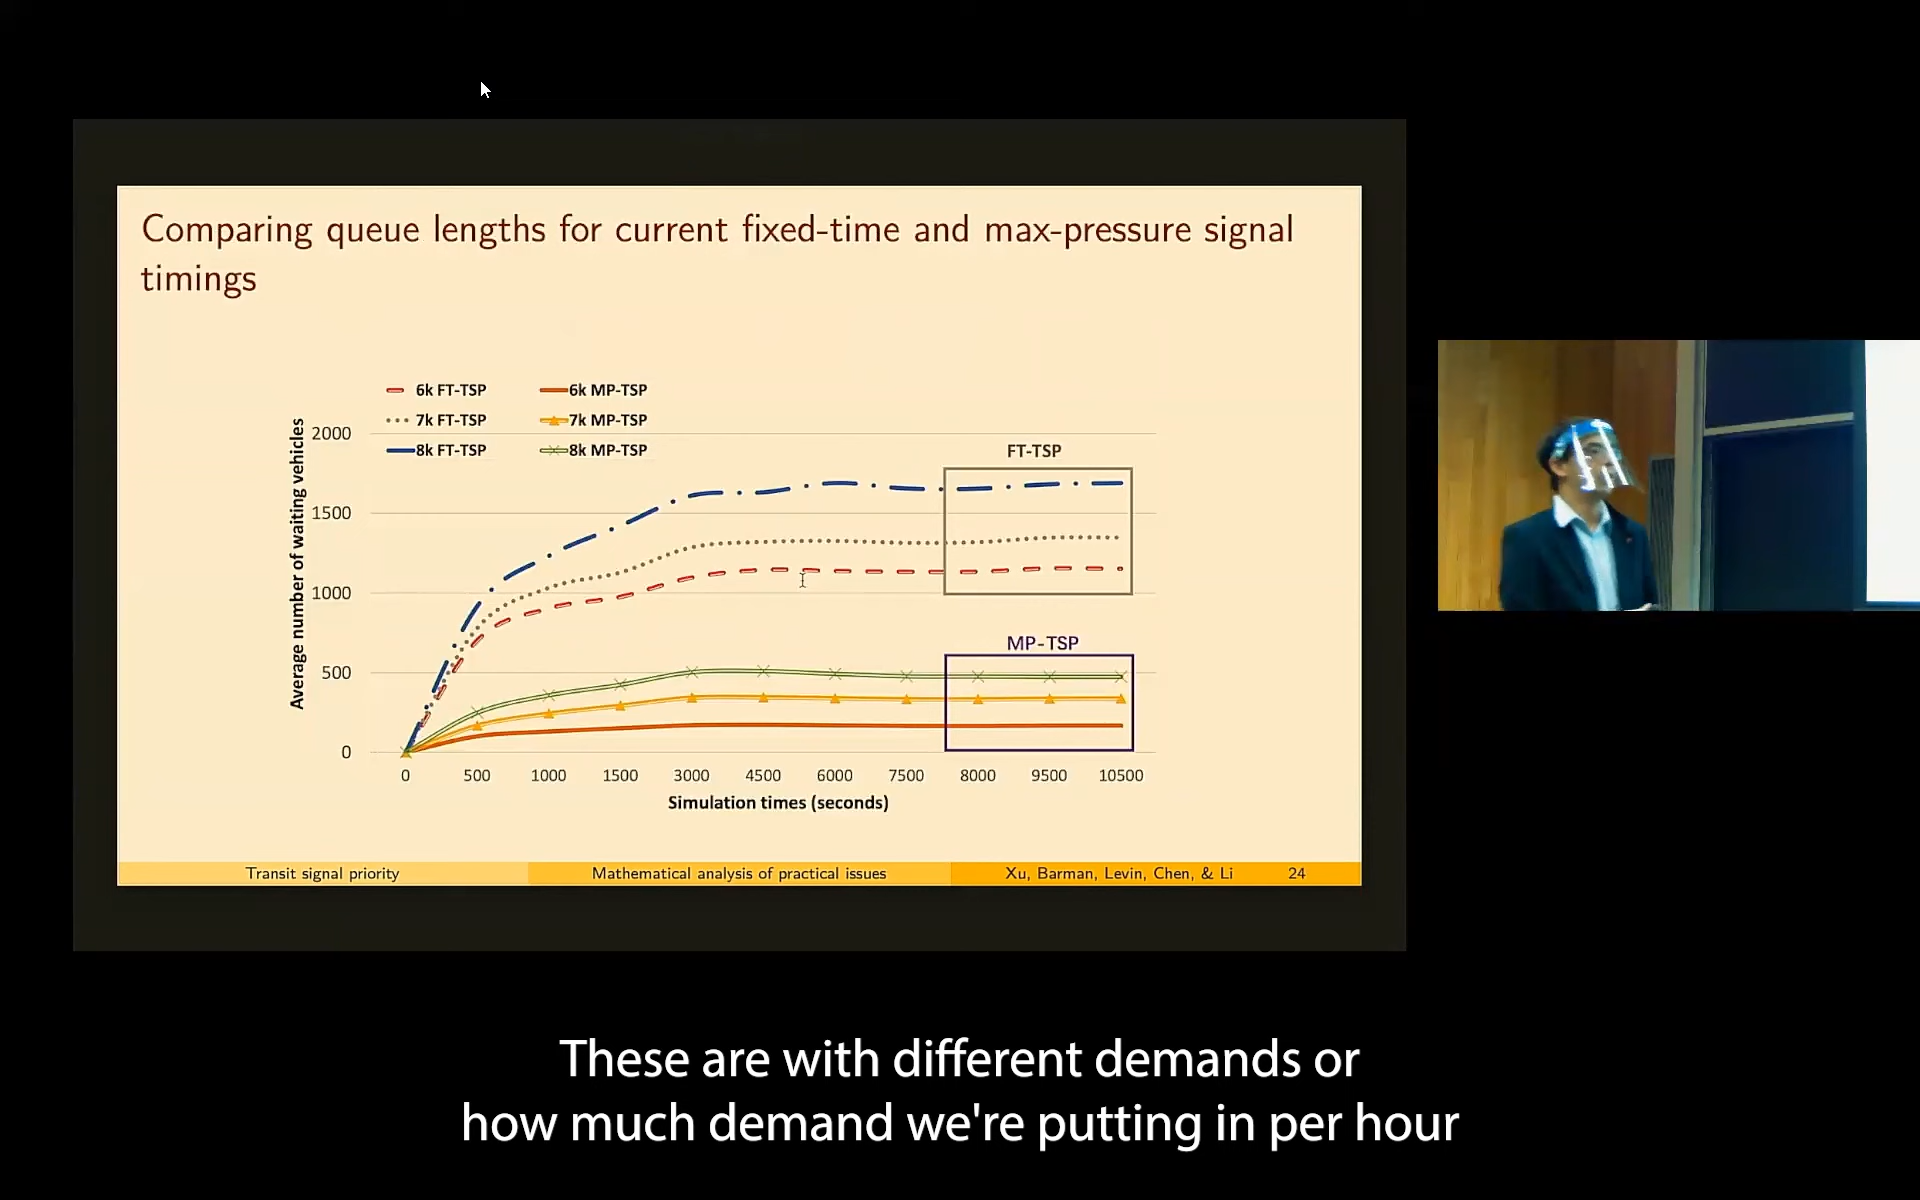 Comparing queue lengths for current fixed-time and max-pressure signal
timings
6k FT-TSP
6k MP-TSP
7k FT-TSP
7k MP-TSP
8k FT-TSP
8k MP-TSP
Average number of waiting vehicles
2000
1500
1000
500
0
FT-TSP
MP-TSP
0 500 1000 1500 3000 4500 6000 7500 8000 9500 10500
Simulation times (seconds)
Transit signal priority
Mathematical analysis of practical issues
Xu, Barman, Levin, Chen, & Li
24
These are with different demands or
how much demand we're putting in per hour